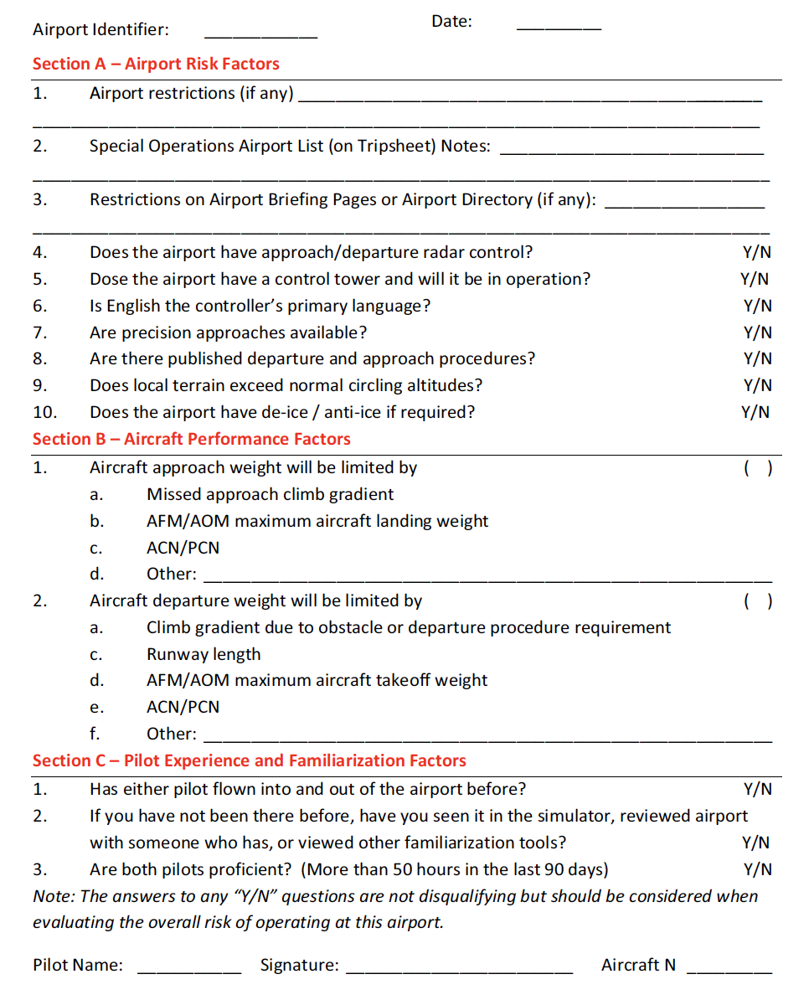 Airport Identifier: ____________ Date: _________
Section A – Airport Risk Factors
1. Airport restrictions (if any) __________________________________________________
______________________________________________________________________________
2. Special Operations Airport List (on Tripsheet) Notes: ____________________________
______________________________________________________________________________
3. Restrictions on Airport Briefing Pages or Airport Directory (if any): _________________
______________________________________________________________________________
4. Does the airport have approach/departure radar control? Y/N
5. Dose the airport have a control tower and will it be in operation? Y/N
6. Is English the controller’s primary language? Y/N
7. Are precision approaches available? Y/N
8. Are there published departure and approach procedures? Y/N
9. Does local terrain exceed normal circling altitudes? Y/N
10. Does the airport have de-ice / anti-ice if required? Y/N
Section B – Aircraft Performance Factors
1. Aircraft approach weight will be limited by ( )
a. Missed approach climb gradient
b. AFM/AOM maximum aircraft landing weight
c. ACN/PCN
d. Other: _____________________________________________________________
2. Aircraft departure weight will be limited by ( )
a. Climb gradient due to obstacle or departure procedure requirement
c. Runway length
d. AFM/AOM maximum aircraft takeoff weight
e. ACN/PCN
f. Other: _____________________________________________________________
Section C – Pilot Experience and Familiarization Factors
1. Has either pilot flown into and out of the airport before? Y/N
2. If you have not been there before, have you seen it in the simulator, reviewed airport
with someone who has, or viewed other familiarization tools? Y/N
3. Are both pilots proficient? (More than 50 hours in the last 90 days) Y/N
Note: The answers to any “Y/N” questions are not disqualifying but should be considered when
evaluating the overall risk of operating at this airport.
Pilot Name: ___________ Signature: ________________________ Aircraft N _________